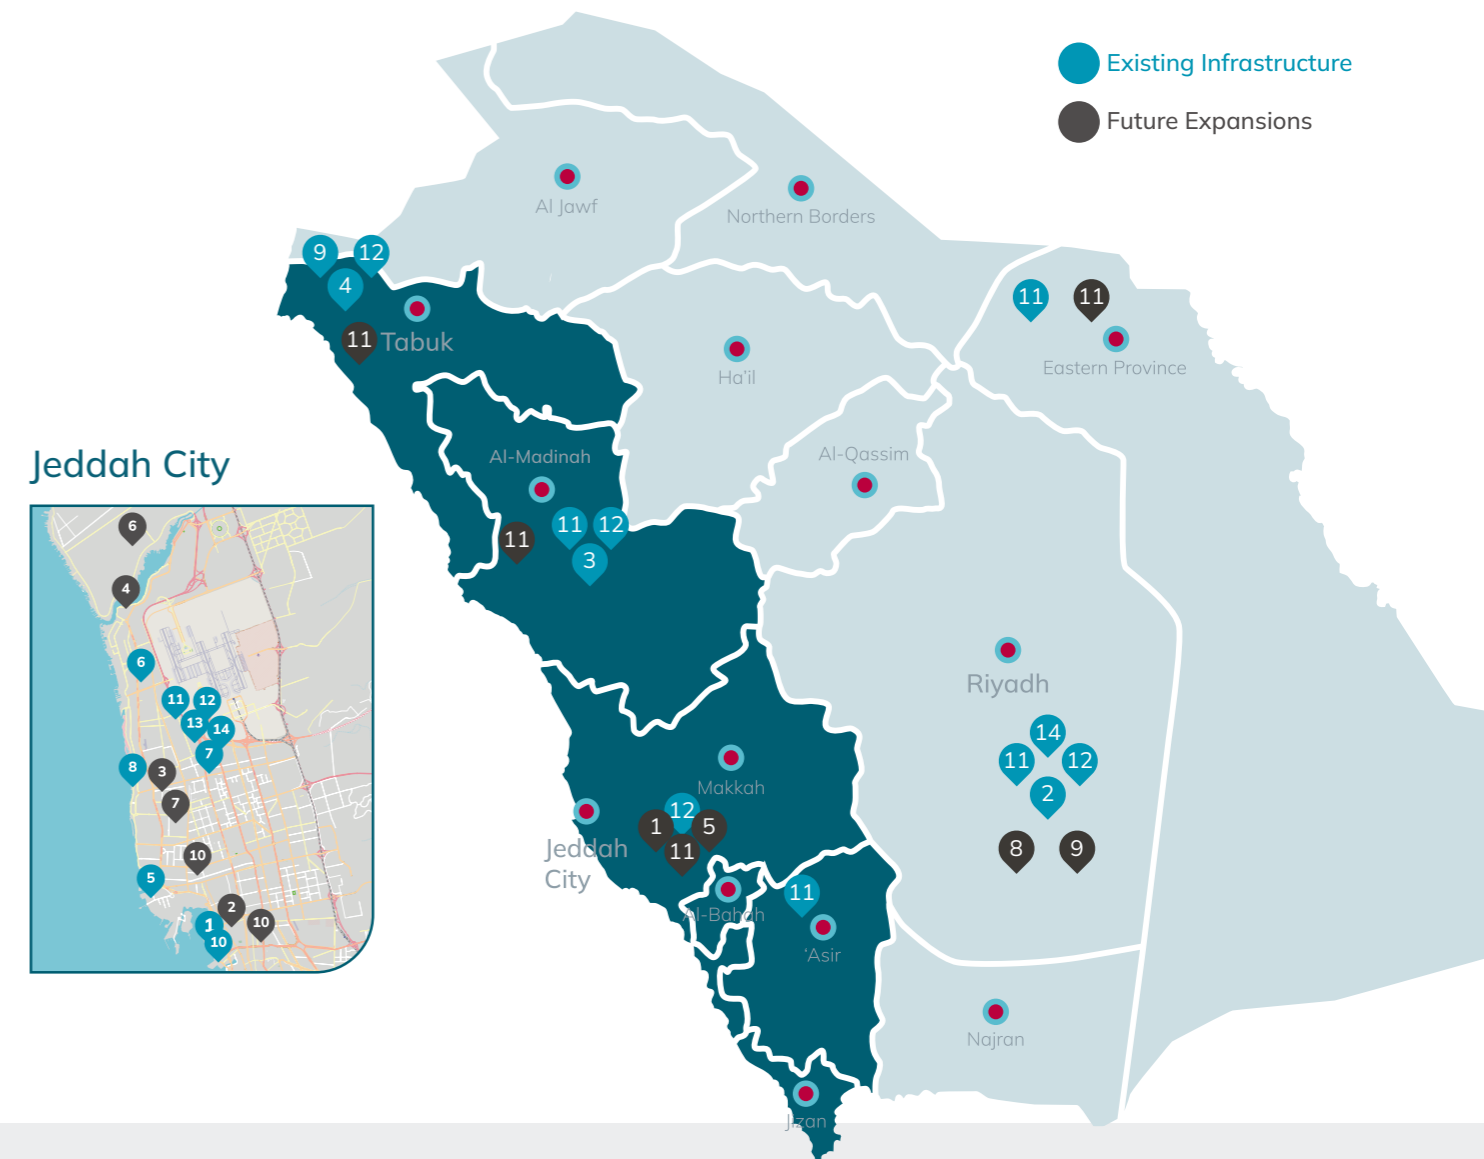 Existing Infrastructure
Future Expansions
Al Jawf
Northern Borders
9 12
4
11 Tabuk
11 11
Eastern Province
Ha'il
Al-Qassim
Al-Madinah
11 12
11
3
Riyadh
14
11 12
2
8 9
Makkah
12
1 5
11
Jeddah
City
Al-Bahah
11
'Asir
Najran
Jizan
Jeddah City
6
4
6
11 12
13 14
7
8 3
7
10
5
2
1 10
10